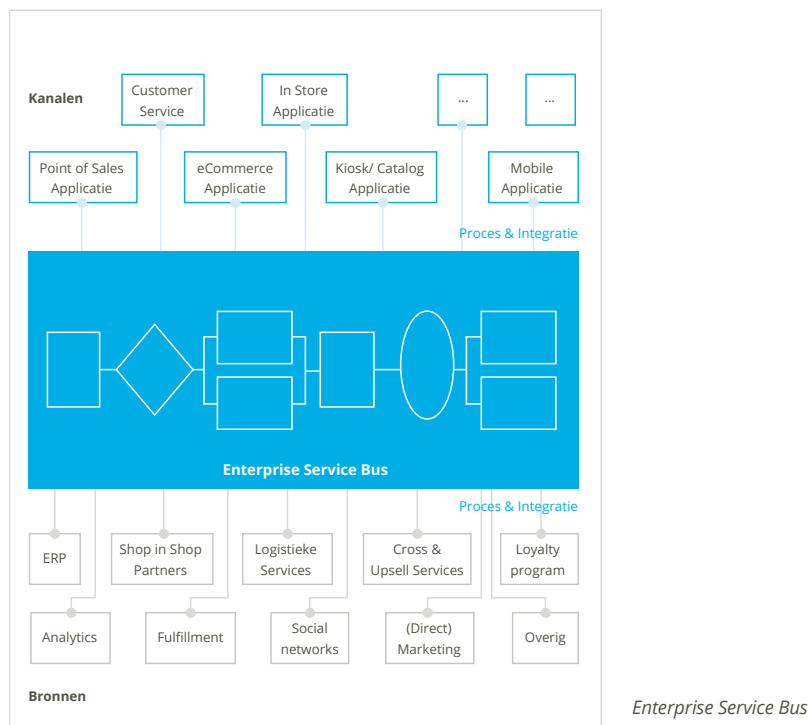 Kanalen
Customer
Service
In Store
Applicatie
...
...
Point of Sales
Applicatie
eCommerce
Applicatie
Kiosk/ Catalog
Applicatie
Mobile
Applicatie
Proces & Integratie
Enterprise Service Bus
Proces & Integratie
ERP
Shop in Shop
Partners
Logistieke
Services
Cross &
Upsell Services
Loyalty
program
Analytics
Fulfillment
Social
networks
(Direct)
Marketing
Overig
Bronnen
Enterprise Service Bus